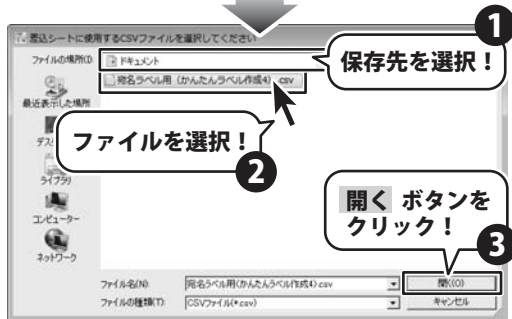 差込シートに使用するCSVファイルを選択してください
1
ファイルの場所(I):
ドキュメント
保存先を選択！
宛名ラベル用（かんたんラベル作成4）.csv
最近表示した場所
ファイルを選択！
2
ライブラリ
開く ボタンを
クリック！
コンピューター
3
ネットワーク
ファイル名(N):
宛名ラベル用(かんたんラベル作成4).csv
開く(O)
ファイルの種類(T):
CSVファイル(*.csv)
キャンセル